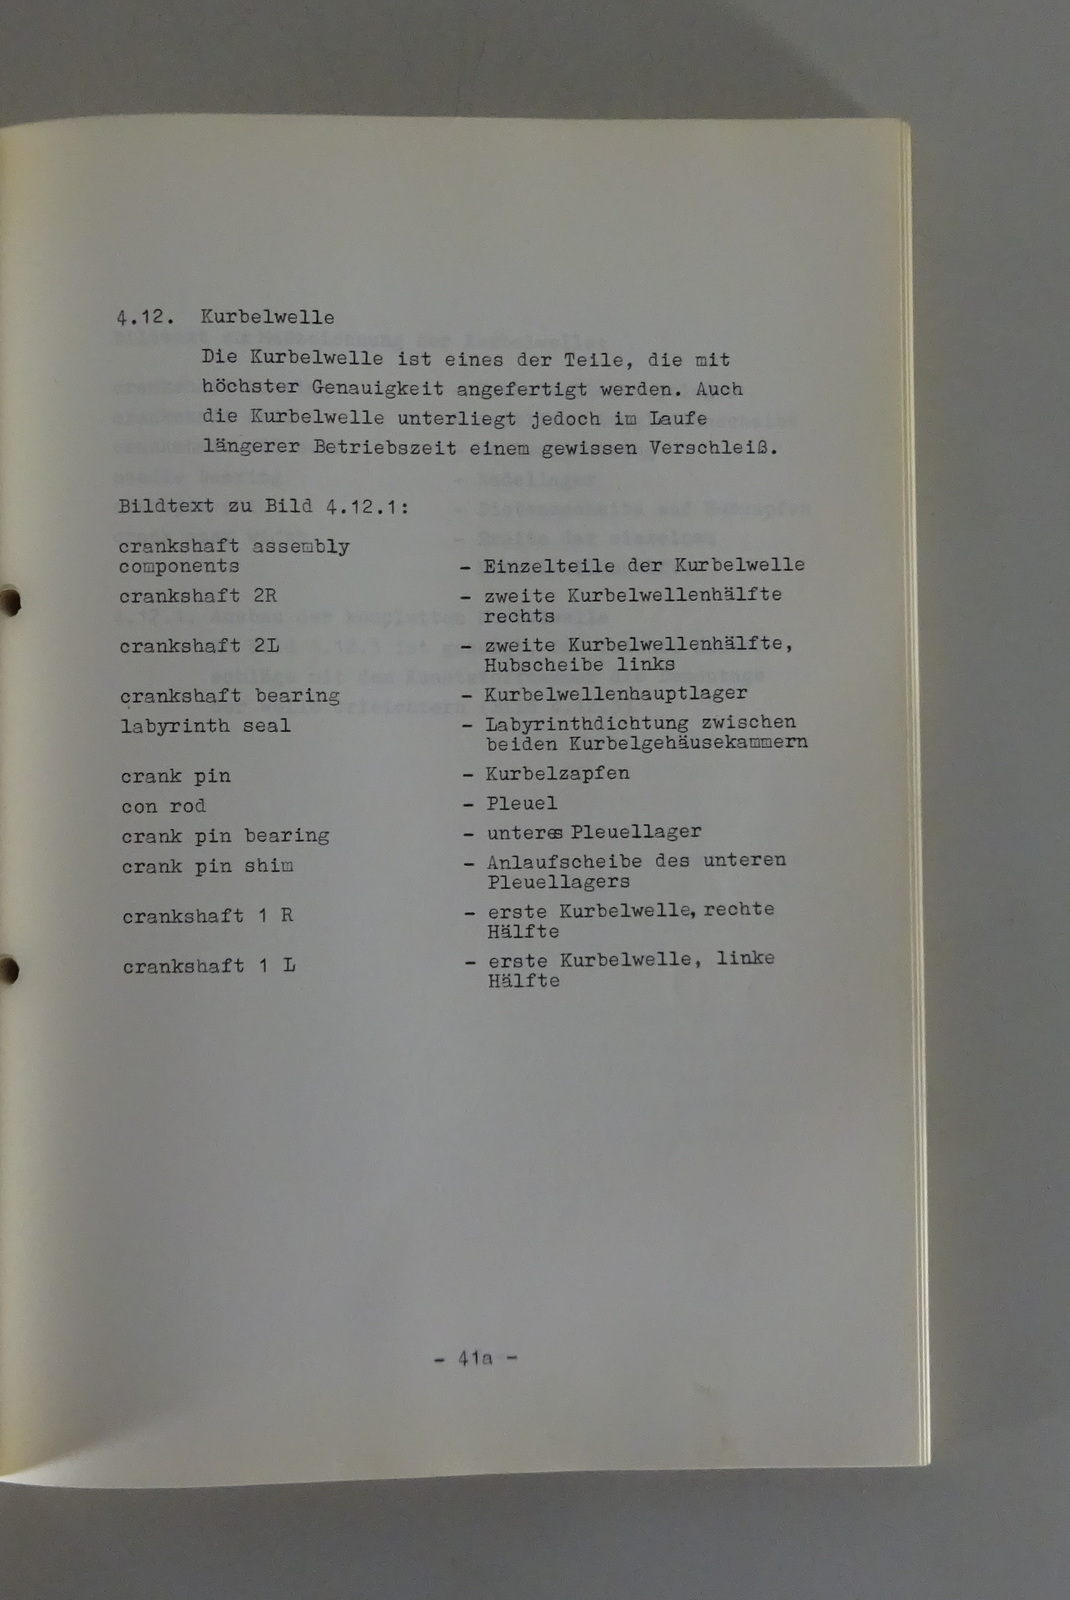 4.12. Kurbelwelle
Die Kurbelwelle ist eines der Teile, die mit
höchster Genauigkeit angefertigt werden. Auch
die Kurbelwelle unterliegt jedoch im Laufe
längerer Betriebszeit einem gewissen Verschleiß.
Bildtext zu Bild 4.12.1:
crankshaft assembly
components - Einzelteile der Kurbelwelle
crankshaft 2R - zweite Kurbelwellenhälfte
rechts
crankshaft 2L - zweite Kurbelwellenhälfte,
Hubscheibe links
crankshaft bearing - Kurbelwellenhauptlager
labyrinth seal - Labyrinthdichtung zwischen
beiden Kurbelgehäusekammern
crank pin - Kurbelzapfen
con rod - Pleuel
crank pin bearing - unteres Pleuellager
crank pin shim - Anlaufscheibe des unteren
Pleuellagers
crankshaft 1 R - erste Kurbelwelle, rechte
Hälfte
crankshaft 1 L - erste Kurbelwelle, linke
Hälfte
- 41a -